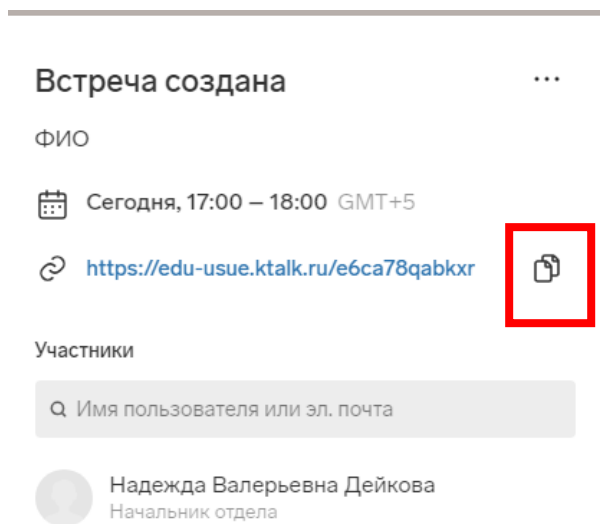 Встреча создана
ФИО
Сегодня, 17:00 – 18:00 GMT+5
https://edu-usue.ktalk.ru/e6ca78qabkxr
Участники
Имя пользователя или эл. почта
Надежда Валерьевна Дейкова
Начальник отдела